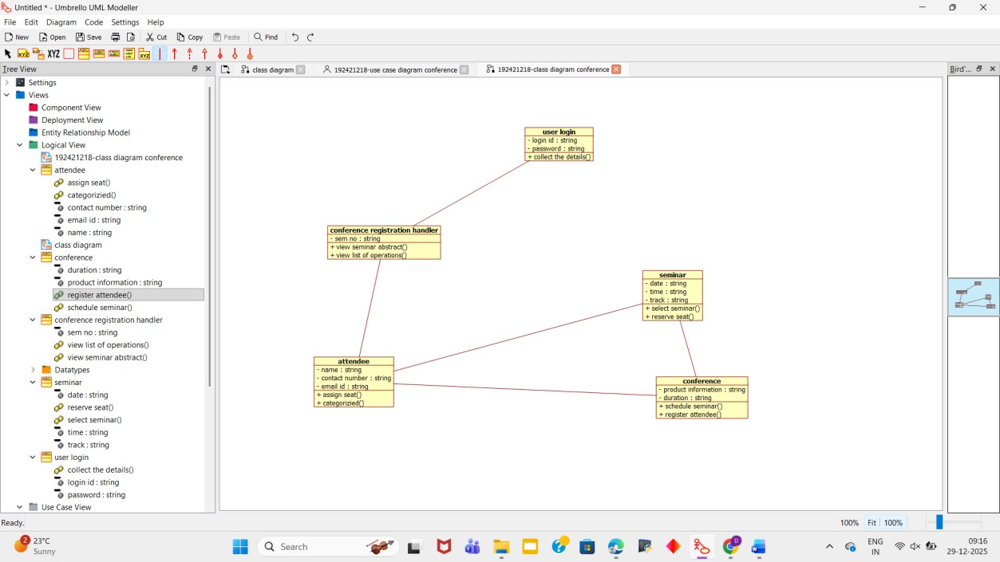 Untitled * - Umbrello UML Modeller
File Edit Diagram Code Settings Help
New Open Save Cut Copy Paste Find
XYZ XYZ
Tree View
class diagram
192421218-use case diagram conference
192421218-class diagram conference
Bird'...
Settings
Views
Component View
Deployment View
Entity Relationship Model
Logical View
192421218-class diagram conference
attendee
assign seat()
categorizied()
contact number : string
email id : string
name : string
class diagram
conference
duration : string
product information : string
register attendee()
schedule seminar()
conference registration handler
sem no : string
view list of operations()
view seminar abstract()
Datatypes
seminar
date : string
reserve seat()
select seminar()
time : string
track : string
user login
collect the details()
login id : string
password : string
Use Case View
user login
- login id : string
- password : string
+ collect the details()
conference registration handler
- sem no : string
+ view seminar abstract()
+ view list of operations()
seminar
- date : string
- time : string
- track : string
+ select seminar()
+ reserve seat()
attendee
- name : string
- contact number : string
- email id : string
+ assign seat()
+ categorizied()
conference
- product information : string
- duration : string
+ schedule seminar()
+ register attendee()
Ready.
100% Fit 100%
2
23°C
Sunny
Search
D
ENG
IN
09:16
29-12-2025